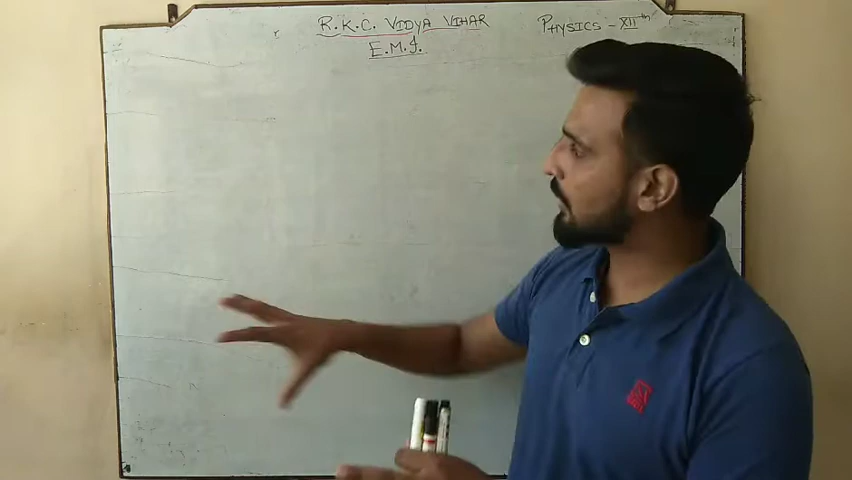 R.K.C. VIDYA VIHAR
PHYSICS - XII th
E.M.I.